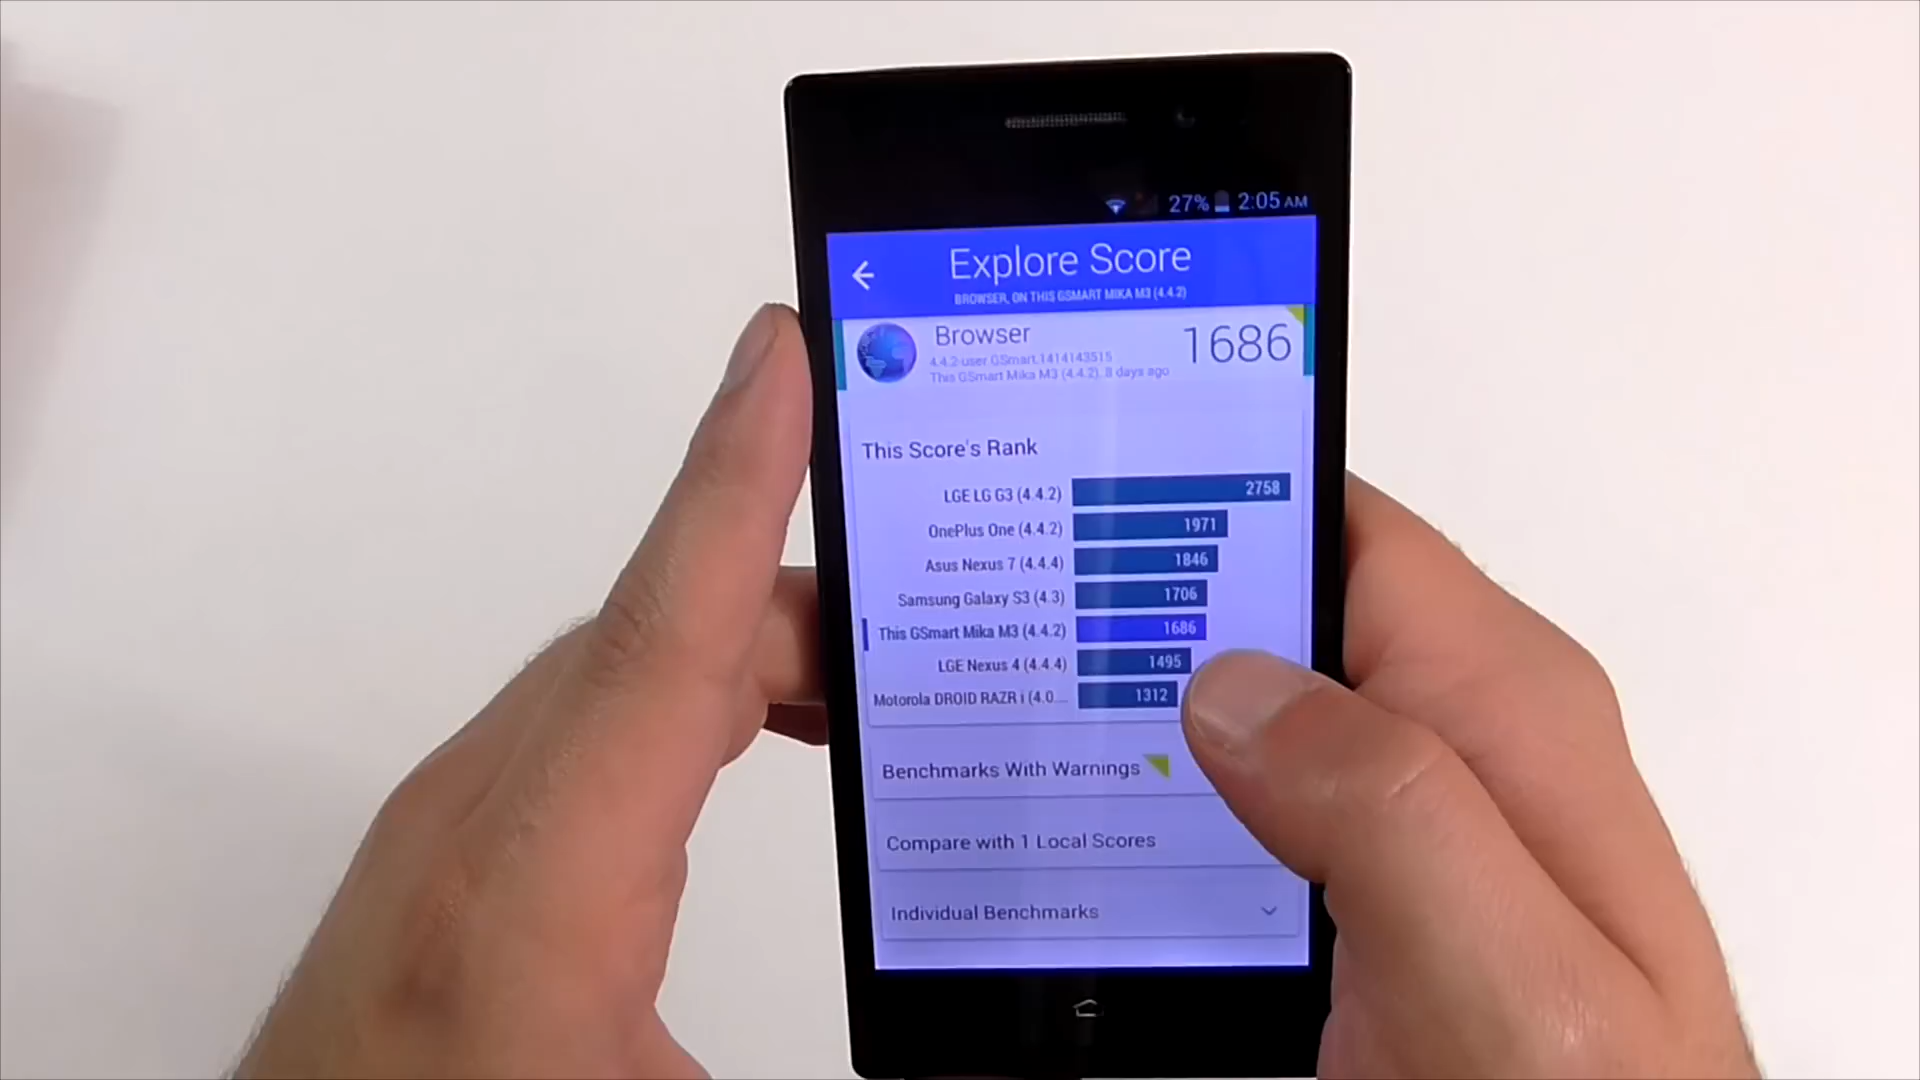 27% 2:05 AM
Explore Score
BROWSER, ON THIS GSMART MIKA M3 (4.4.2)
Browser
1686
4.4.2 user.GSmart.1414143515
This GSmart Mika M3 (4.4.2), 8 days ago
This Score's Rank
LGE LG G3 (4.4.2) 2758
OnePlus One (4.4.2) 1971
Asus Nexus 7 (4.4.4) 1846
Samsung Galaxy S3 (4.3) 1706
This GSmart Mika M3 (4.4.2) 1686
LGE Nexus 4 (4.4.4) 1495
Motorola DROID RAZR i (4.0... 1312
Benchmarks With Warnings
Compare with 1 Local Scores
Individual Benchmarks